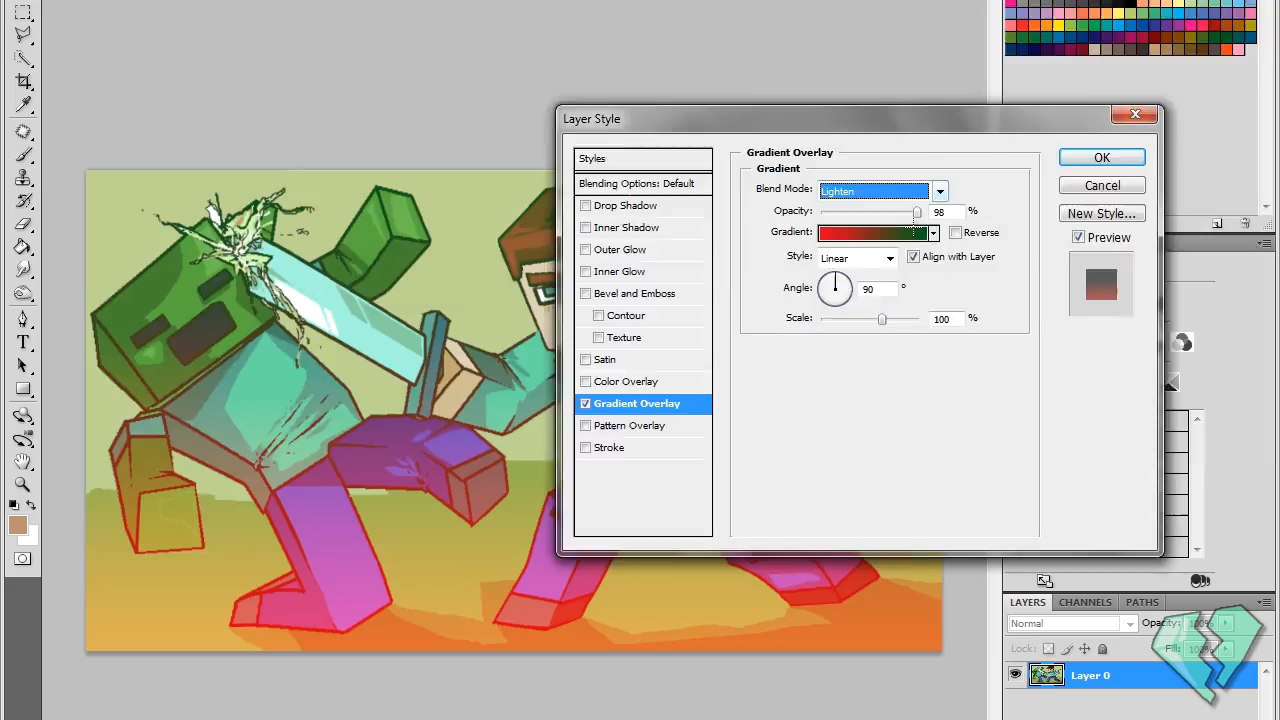 Layer Style
Styles
Blending Options: Default
Drop Shadow
Inner Shadow
Outer Glow
Inner Glow
Bevel and Emboss
Contour
Texture
Satin
Color Overlay
Gradient Overlay
Pattern Overlay
Stroke
Gradient Overlay
Gradient
Blend Mode: Lighten
Opacity: 98 %
Gradient: Reverse
Style: Linear Align with Layer
Angle: 90 °
Scale: 100 %
OK
Cancel
New Style...
Preview
LAYERS CHANNELS PATHS
Normal Opacity: 100%
Lock: Fill: 100%
Layer 0
T